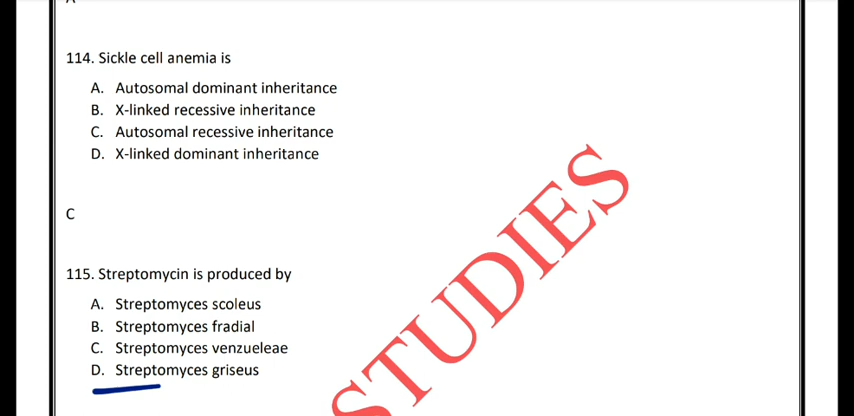 114. Sickle cell anemia is
A. Autosomal dominant inheritance
B. X-linked recessive inheritance
C. Autosomal recessive inheritance
D. X-linked dominant inheritance
C
115. Streptomycin is produced by
A. Streptomyces scoleus
B. Streptomyces fradial
C. Streptomyces venzueleae
D. Streptomyces griseus
STUDIES